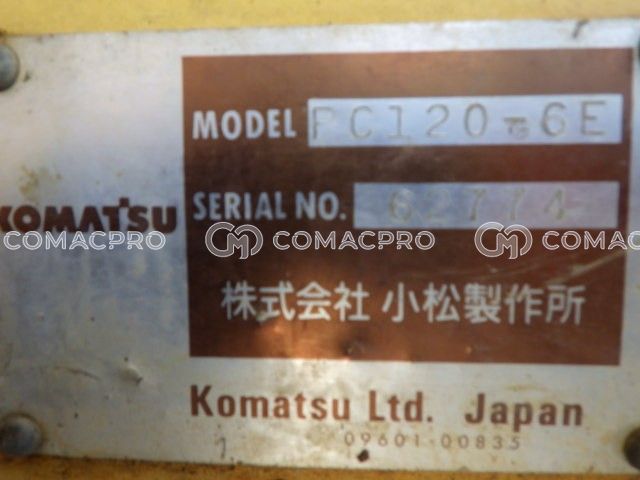 MODEL PC120-6E
KOMATSU
SERIAL NO. 62774
COMACPRO COMACPRO COMACPRO
株式会社 小松製作所
Komatsu Ltd. Japan
09601-00835